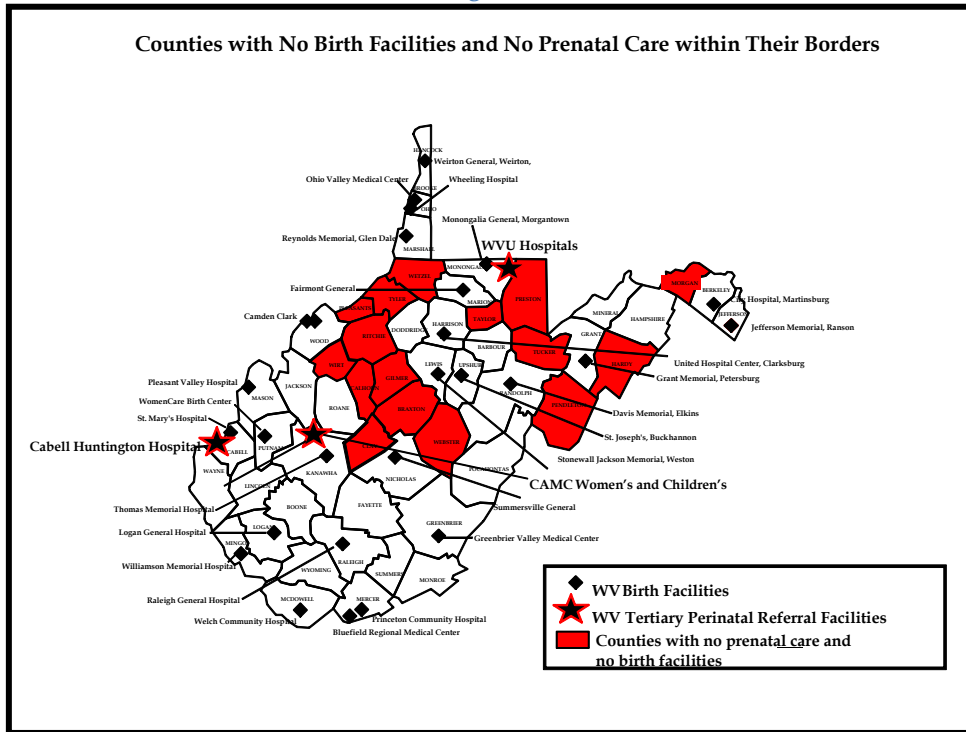 Counties with No Birth Facilities and No Prenatal Care within Their Borders
HANCOCK
Weirton General, Weirton,
Ohio Valley Medical Center
Wheeling Hospital
BROOKE
OHIO
Monongalia General, Morgantown
Reynolds Memorial, Glen Dale
MARSHALL
WVU Hospitals
WETZEL
MONONGAL
MORGAN
BERKELEY
Fairmont General
MARION
PRESTON
City Hospital, Martinsburg
TYLER
PLEASANTS
JEFFERSON
MINERAL
HAMPSHIRE
Jefferson Memorial, Ranson
Camden Clark
TAYLOR
HARRISON
DODDRIDG
RITCHIE
GRANT
WOOD
BARBOUR
TUCKER
HARDY
United Hospital Center, Clarksburg
WIRT
LEWIS
UPSHUR
Grant Memorial, Petersburg
GILMER
Pleasant Valley Hospital
JACKSON
CALHOUN
RANDOLPH
MASON
WomenCare Birth Center
ROANE
BRAXTON
PENDLETON
Davis Memorial, Elkins
St. Mary's Hospital
St. Joseph's, Buckhannon
WEBSTER
Cabell Huntington Hospital
CABELL
PUTNAM
CLAY
Stonewall Jackson Memorial, Weston
WAYNE
KANAWHA
POCAHONTAS
NICHOLAS
CAMC Women's and Children's
LINCOLN
Thomas Memorial Hospital
BOONE
FAYETTE
Summersville General
LOGAN
GREENBRIER
Logan General Hospital
Greenbrier Valley Medical Center
MINGO
Williamson Memorial Hospital
RALEIGH
WYOMING
SUMMERS
MONROE
Raleigh General Hospital
MCDOWELL
MERCER
Welch Community Hospital
Princeton Community Hospital
Bluefield Regional Medical Center
WV Birth Facilities
WV Tertiary Perinatal Referral Facilities
Counties with no prenatal care and
no birth facilities